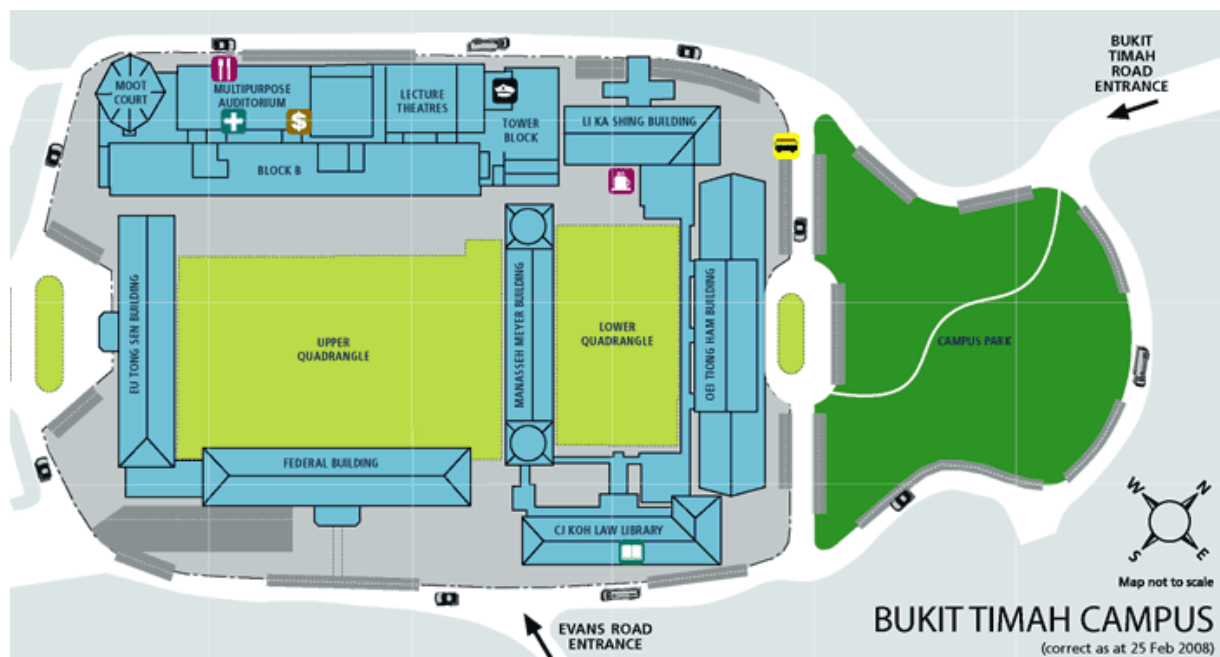 BUKIT
TIMAH
ROAD
ENTRANCE
MOOT
COURT
MULTIPURPOSE
AUDITORIUM
$
LECTURE
THEATRES
TOWER
BLOCK
LI KA SHING BUILDING
BLOCK B
EU TONG SEN BUILDING
UPPER
QUADRANGLE
MANASSEH MEYER BUILDING
LOWER
QUADRANGLE
OEI TIONG HAM BUILDING
CAMPUS PARK
FEDERAL BUILDING
CJ KOH LAW LIBRARY
W
N
S
E
Map not to scale
BUKIT TIMAH CAMPUS
(correct as at 25 Feb 2008)
EVANS ROAD
ENTRANCE